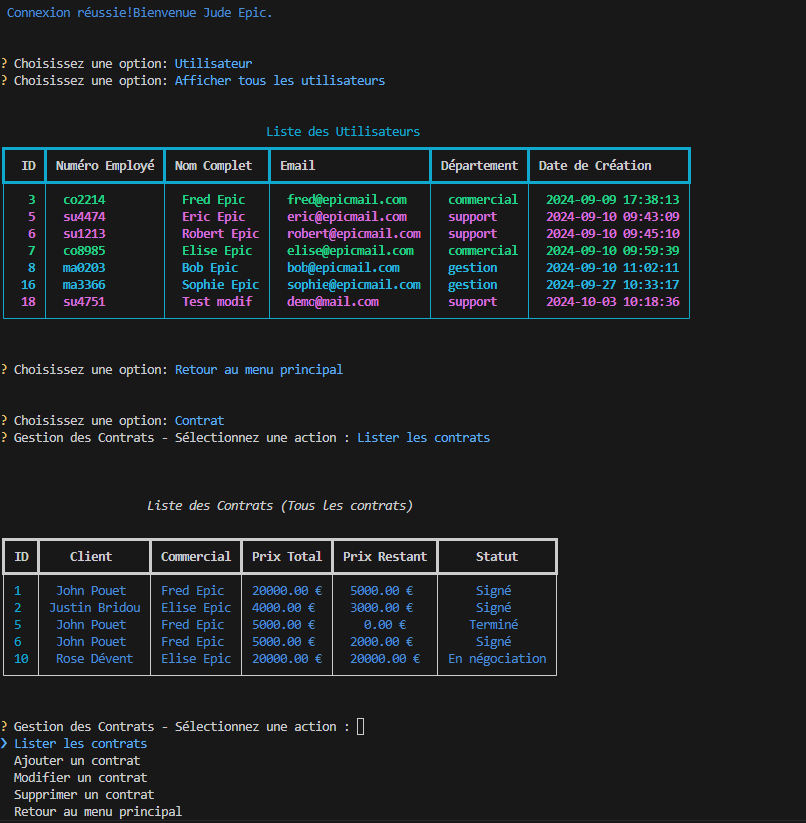 Connexion réussie!Bienvenue Jude Epic.
? Choisissez une option: Utilisateur
? Choisissez une option: Afficher tous les utilisateurs
Liste des Utilisateurs
ID Numéro Employé Nom Complet Email Département Date de Création
3 co2214 Fred Epic fred@epicmail.com commercial 2024-09-09 17:38:13
5 su4474 Eric Epic eric@epicmail.com support 2024-09-10 09:43:09
6 su1213 Robert Epic robert@epicmail.com support 2024-09-10 09:45:10
7 co8985 Elise Epic elise@epicmail.com commercial 2024-09-10 09:59:39
8 ma0203 Bob Epic bob@epicmail.com gestion 2024-09-10 11:02:11
16 ma3366 Sophie Epic sophie@epicmail.com gestion 2024-09-27 10:33:17
18 su4751 Test modif demo@mail.com support 2024-10-03 10:18:36
? Choisissez une option: Retour au menu principal
? Choisissez une option: Contrat
? Gestion des Contrats - Sélectionnez une action : Lister les contrats
Liste des Contrats (Tous les contrats)
ID Client Commercial Prix Total Prix Restant Statut
1 John Pouet Fred Epic 20000.00 € 5000.00 € Signé
2 Justin Bridou Elise Epic 4000.00 € 3000.00 € Signé
5 John Pouet Fred Epic 5000.00 € 0.00 € Terminé
6 John Pouet Fred Epic 5000.00 € 2000.00 € Signé
10 Rose Dévent Elise Epic 20000.00 € 20000.00 € En négociation
? Gestion des Contrats - Sélectionnez une action :
❯ Lister les contrats
Ajouter un contrat
Modifier un contrat
Supprimer un contrat
Retour au menu principal